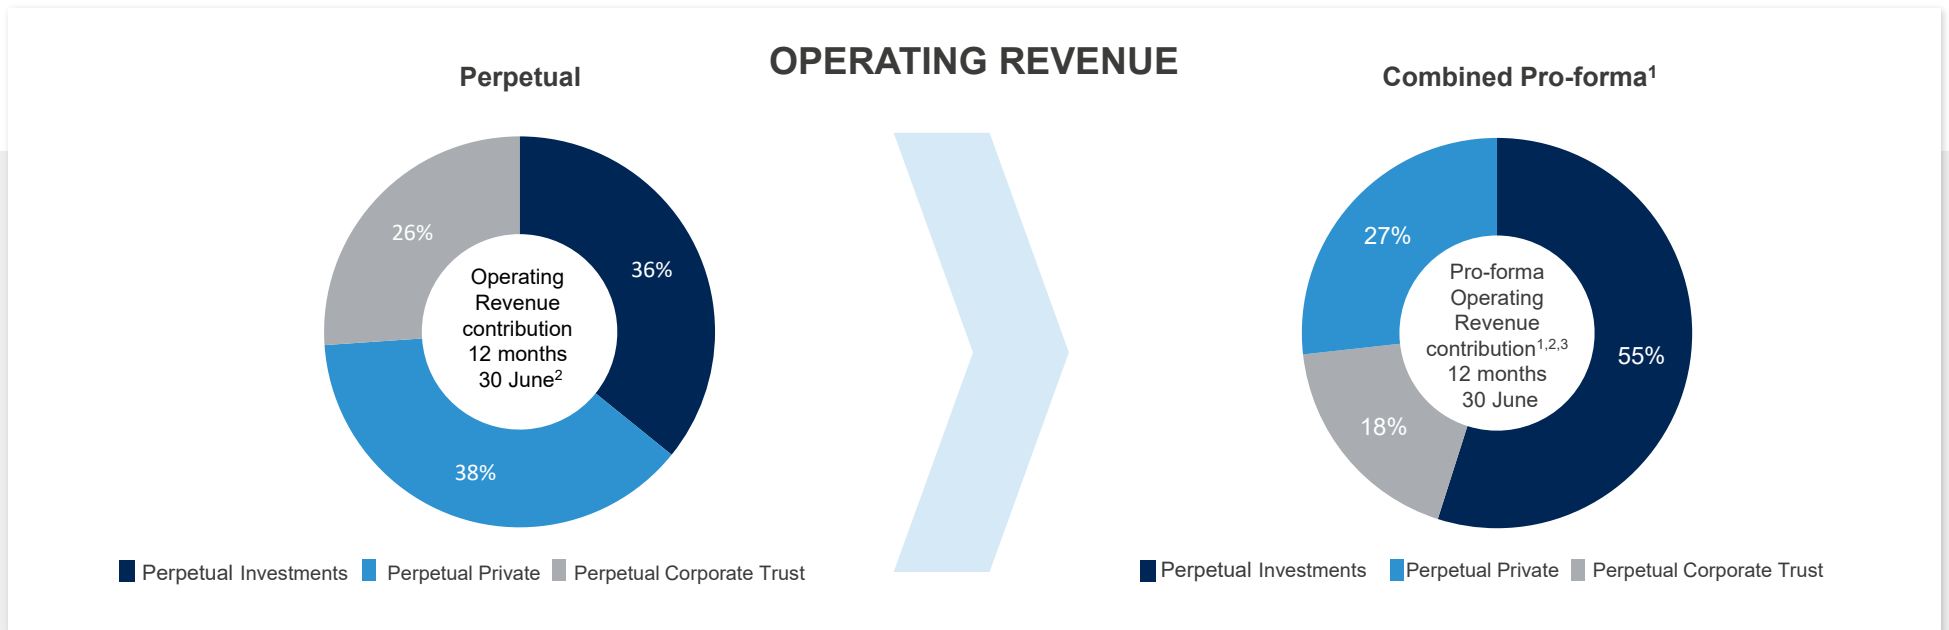 OPERATING REVENUE
Perpetual
26%
36%
38%
Operating
Revenue
contribution
12 months
30 June2
Perpetual Investments
Perpetual Private
Perpetual Corporate Trust
Combined Pro-forma1
27%
55%
18%
Pro-forma
Operating
Revenue
contribution1,2,3
12 months
30 June
Perpetual Investments
Perpetual Private
Perpetual Corporate Trust